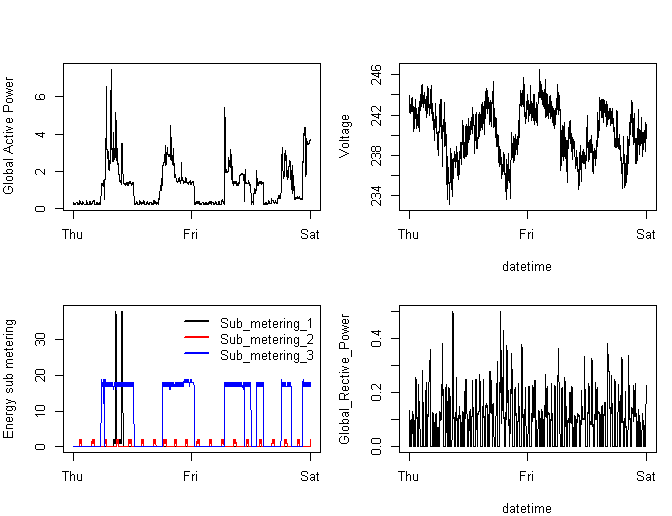 Global Active Power
0 2 4 6
Thu Fri Sat
Voltage
234 238 242 246
Thu Fri Sat
datetime
Energy sub metering
0 10 20 30
Sub_metering_1
Sub_metering_2
Sub_metering_3
Thu Fri Sat
Global_Rective_Power
0.0 0.2 0.4
Thu Fri Sat
datetime